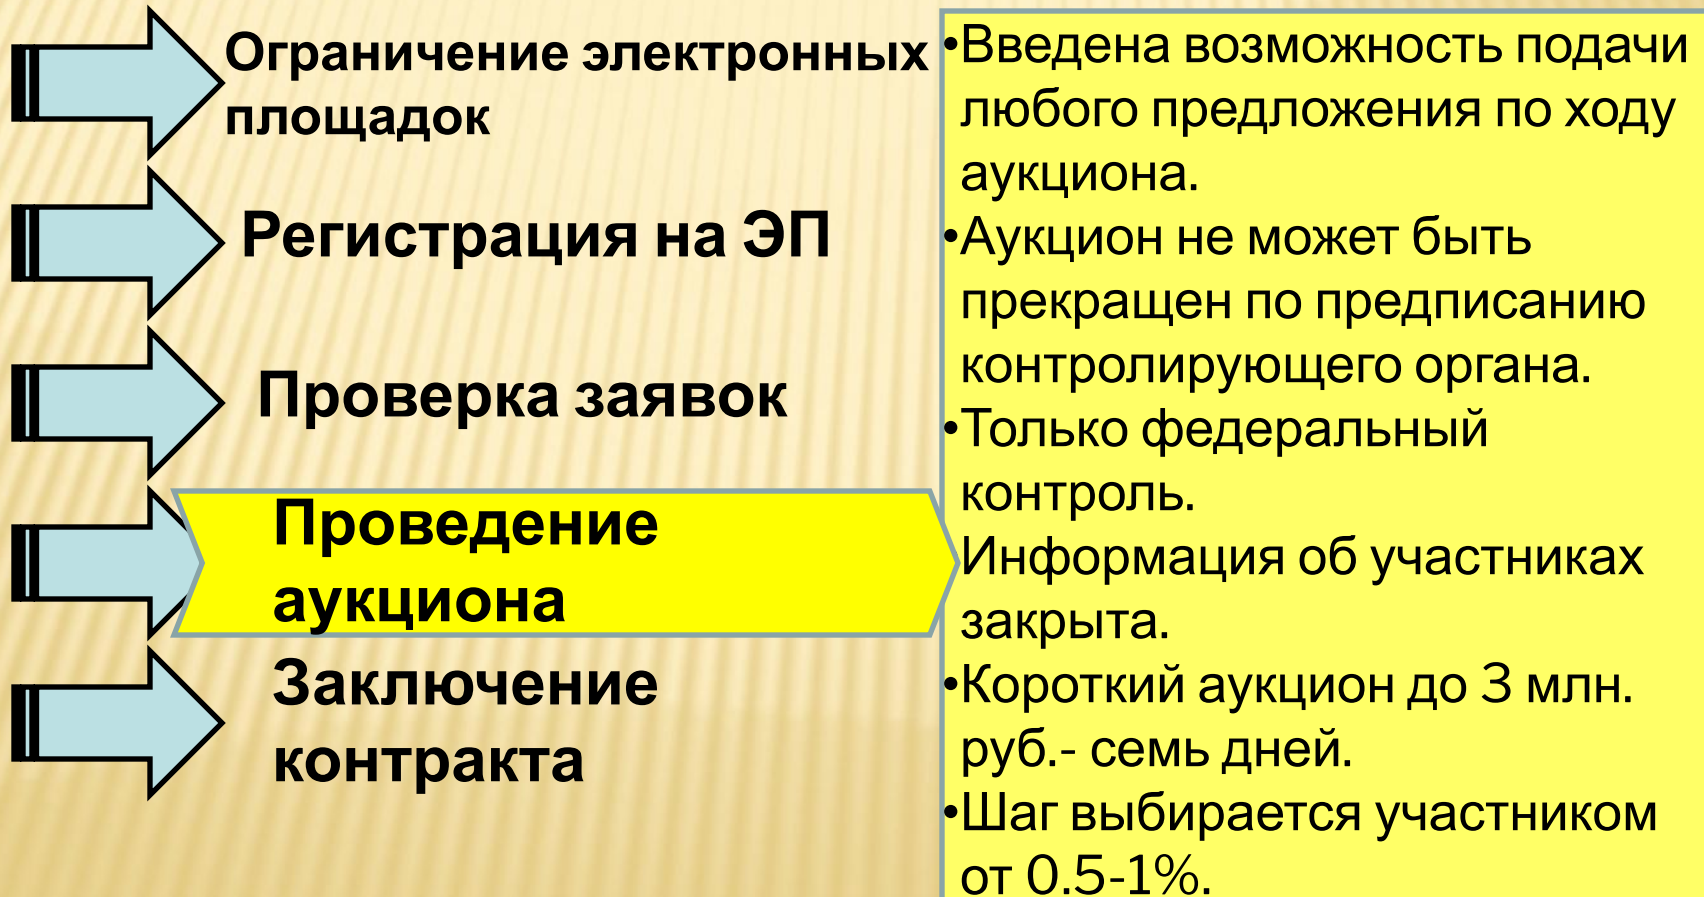 Ограничение электронных
площадок
Регистрация на ЭП
Проверка заявок
Проведение
аукциона
Заключение
контракта
•Введена возможность подачи
любого предложения по ходу
аукциона.
•Аукцион не может быть
прекращен по предписанию
контролирующего органа.
•Только федеральный
контроль.
Информация об участниках
закрыта.
•Короткий аукцион до 3 млн.
руб.- семь дней.
•Шаг выбирается участником
от 0.5-1%.